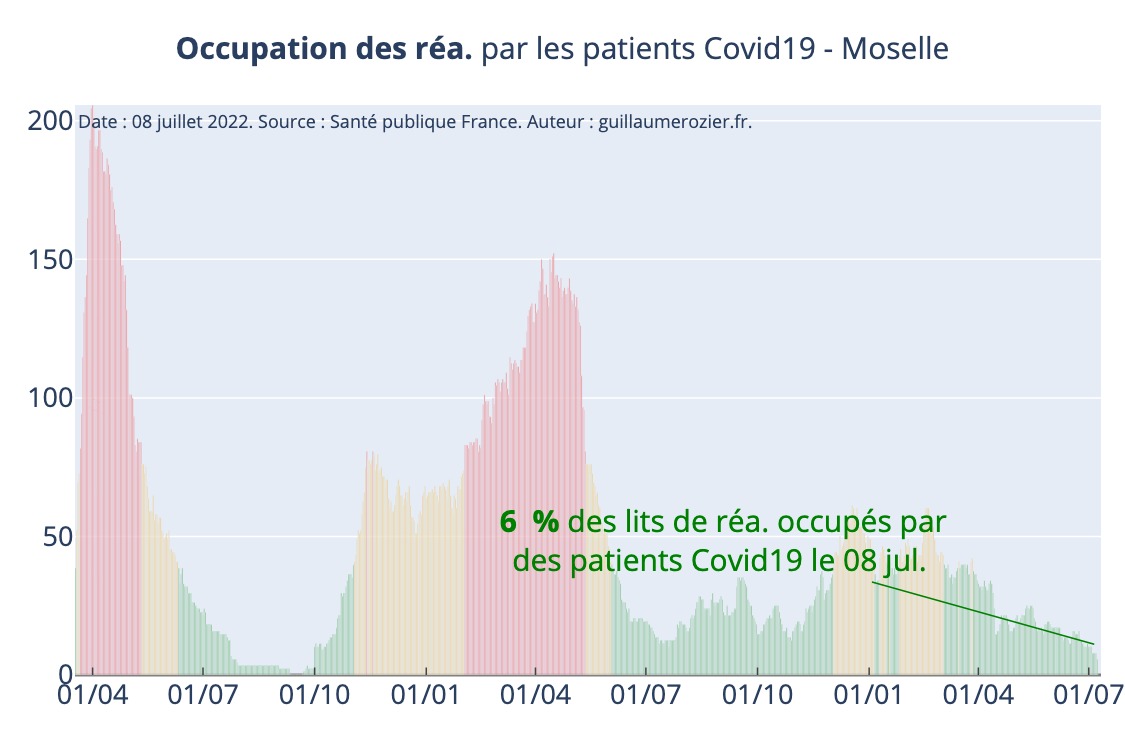 Occupation des réa. par les patients Covid19 - Moselle
Date : 08 juillet 2022. Source : Santé publique France. Auteur : guillaumerozier.fr.
200
150
100
50
0
6 % des lits de réa. occupés par
des patients Covid19 le 08 jul.
01/04 01/07 01/10 01/01 01/04 01/07 01/10 01/01 01/04 01/07